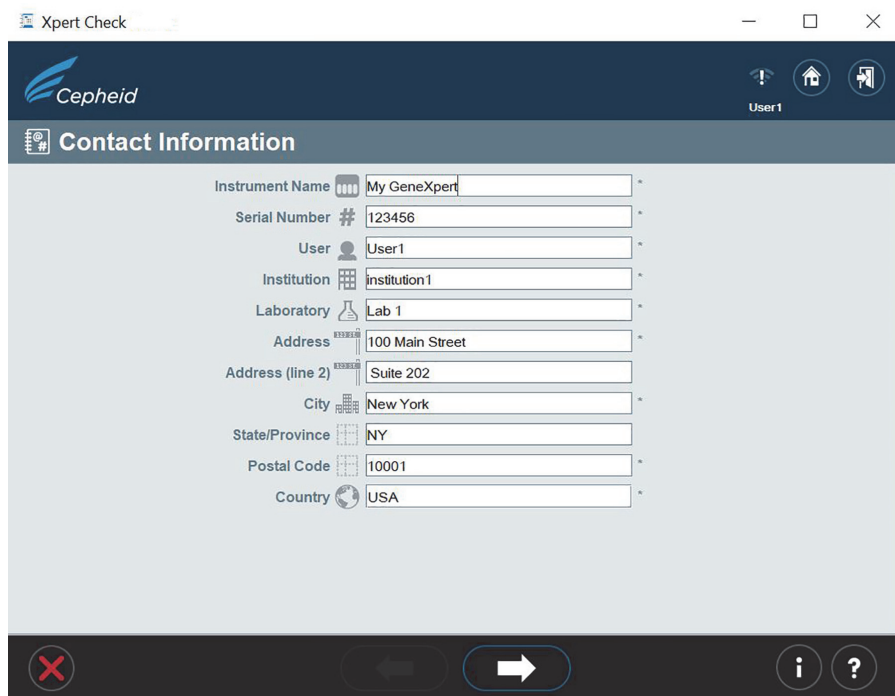 Xpert Check
Cepheid
User1
Contact Information
Instrument Name My GeneXpert *
Serial Number # 123456 *
User User1 *
Institution institution1 *
Laboratory Lab 1 *
Address 100 Main Street *
Address (line 2) Suite 202
City New York *
State/Province NY
Postal Code 10001 *
Country USA *
i ?